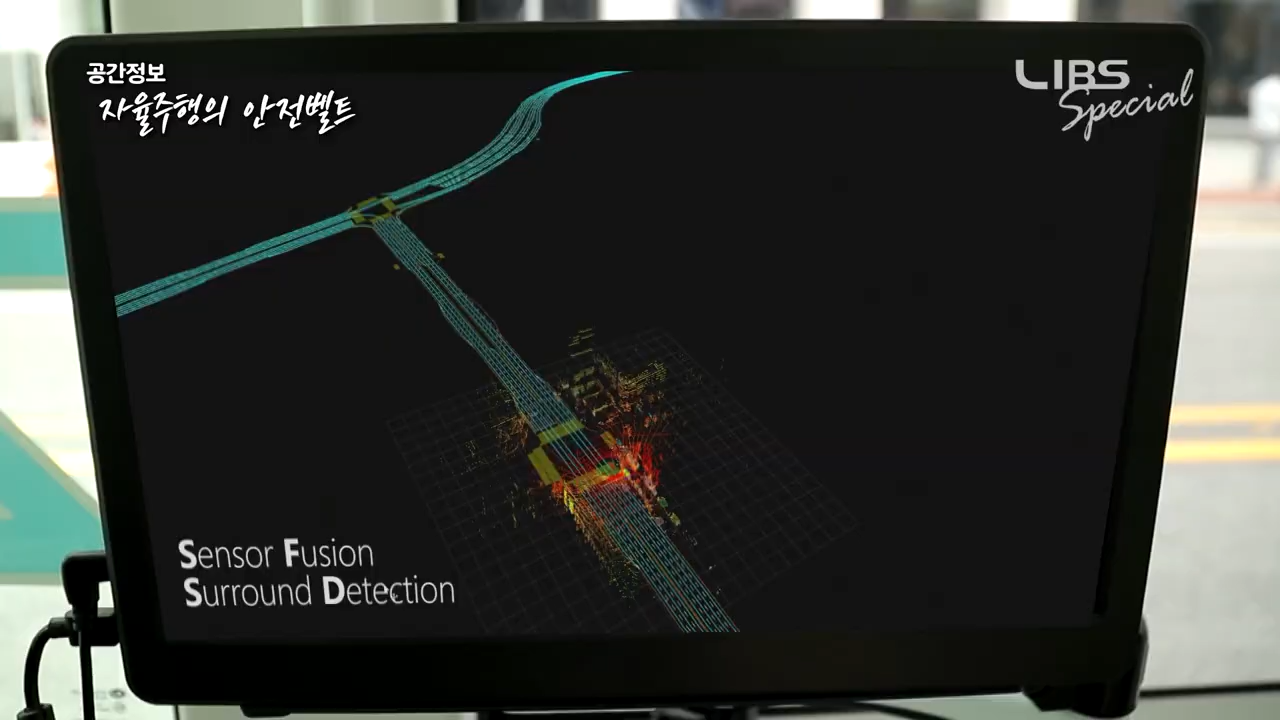 공간정보
자율주행의 안전벨트
LIBS
Special
Sensor Fusion
Surround Detection